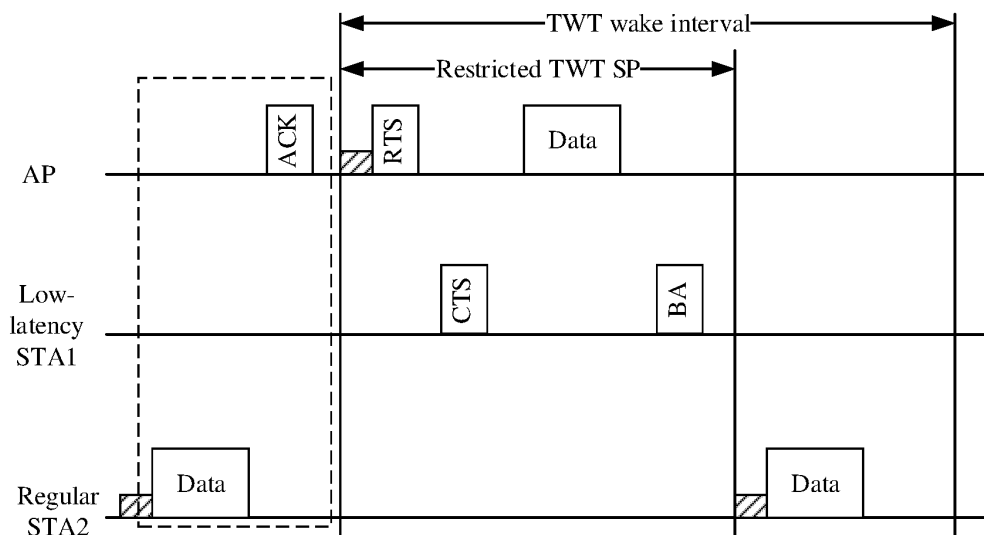 TWT wake interval
Restricted TWT SP
ACK
RTS
Data
AP
CTS
BA
Low-
latency
STA1
Data
Data
Regular
STA2